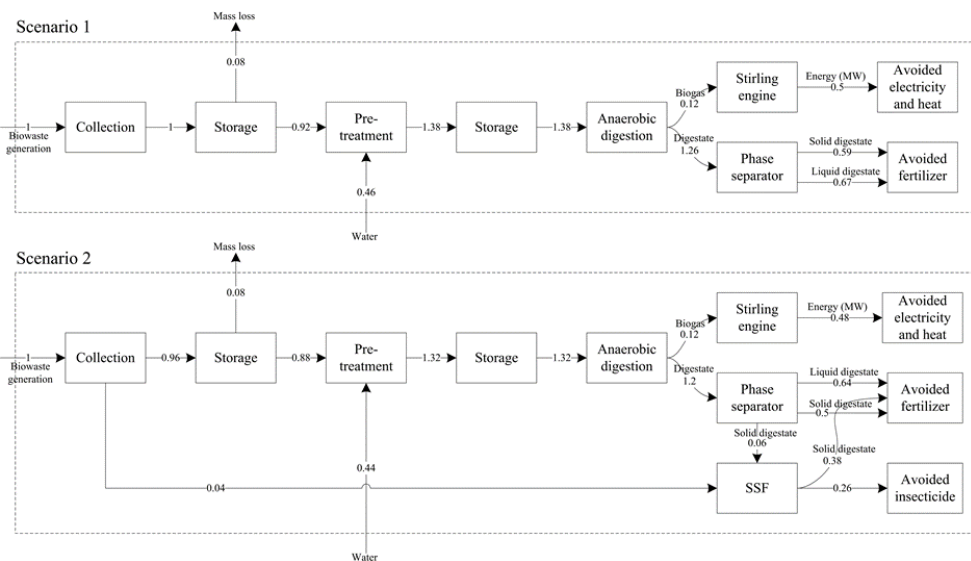 Scenario 1
Mass loss
0.08
Biogas
0.12
Stirling
engine
Energy (MW)
0.5
Avoided
electricity
and heat
1
Biowaste
generation
Collection
1
Storage
0.92
Pre-
treatment
1.38
Storage
1.38
Anaerobic
digestion
Digestate
1.26
Phase
separator
Solid digestate
0.59
Liquid digestate
0.67
Avoided
fertilizer
0.46
Water
Scenario 2
Mass loss
0.08
Biogas
0.12
Stirling
engine
Energy (MW)
0.48
Avoided
electricity
and heat
1
Biowaste
generation
Collection
0.96
Storage
0.88
Pre-
treatment
1.32
Storage
1.32
Anaerobic
digestion
Digestate
1.2
Phase
separator
Liquid digestate
0.64
Solid digestate
0.5
Avoided
fertilizer
Solid digestate
0.06
Solid digestate
0.38
0.44
0.04
SSF
0.26
Avoided
insecticide
Water